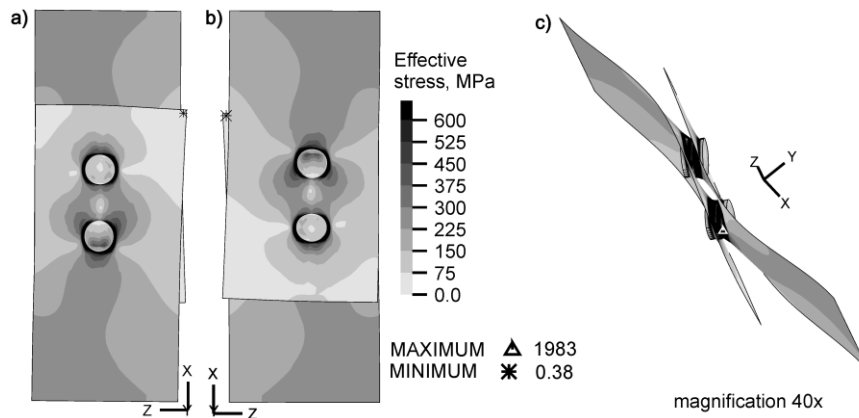 a)
b)
c)
Effective
stress, MPa
600
525
450
375
600
225
150
75
0.0
MAXIMUM 1983
MINIMUM 0.38
X
Z
Y
X
Z
Z
Y
X
magnification 40x